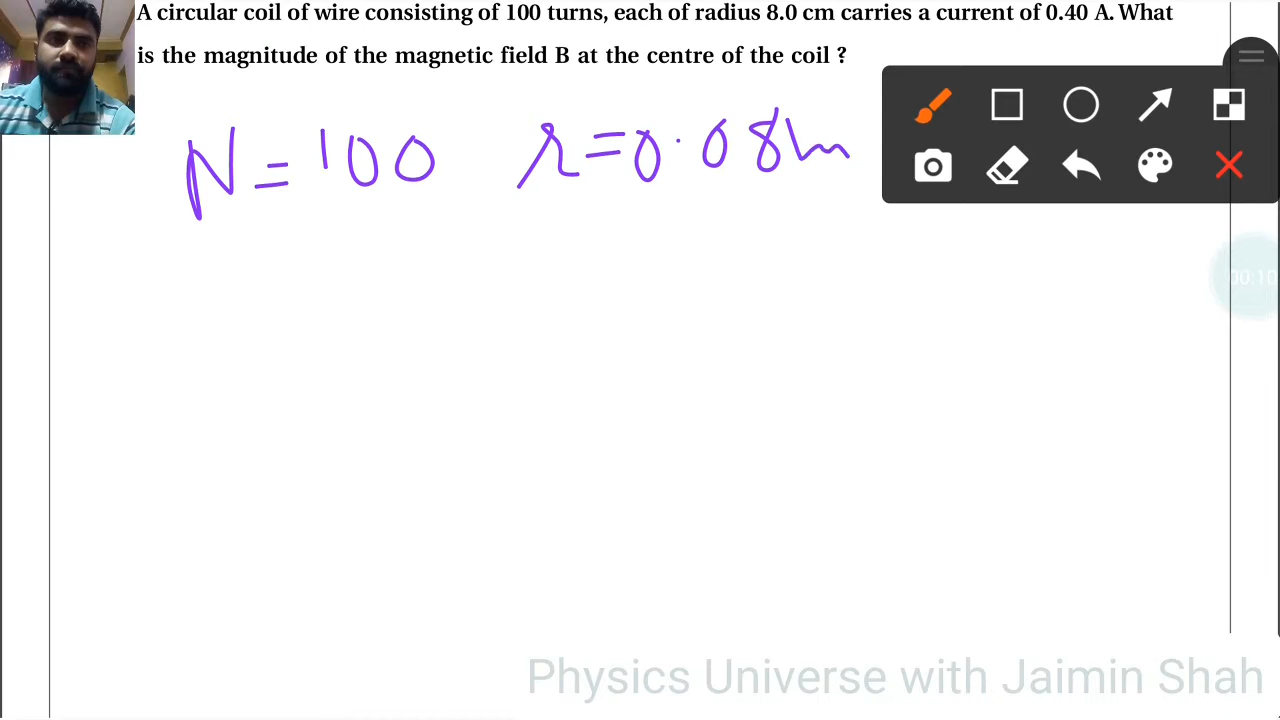 A circular coil of wire consisting of 100 turns, each of radius 8.0 cm carries a current of 0.40 A. What
is the magnitude of the magnetic field B at the centre of the coil ?
N = 100 r = 0.08m
00:10
Physics Universe with Jaimin Shah